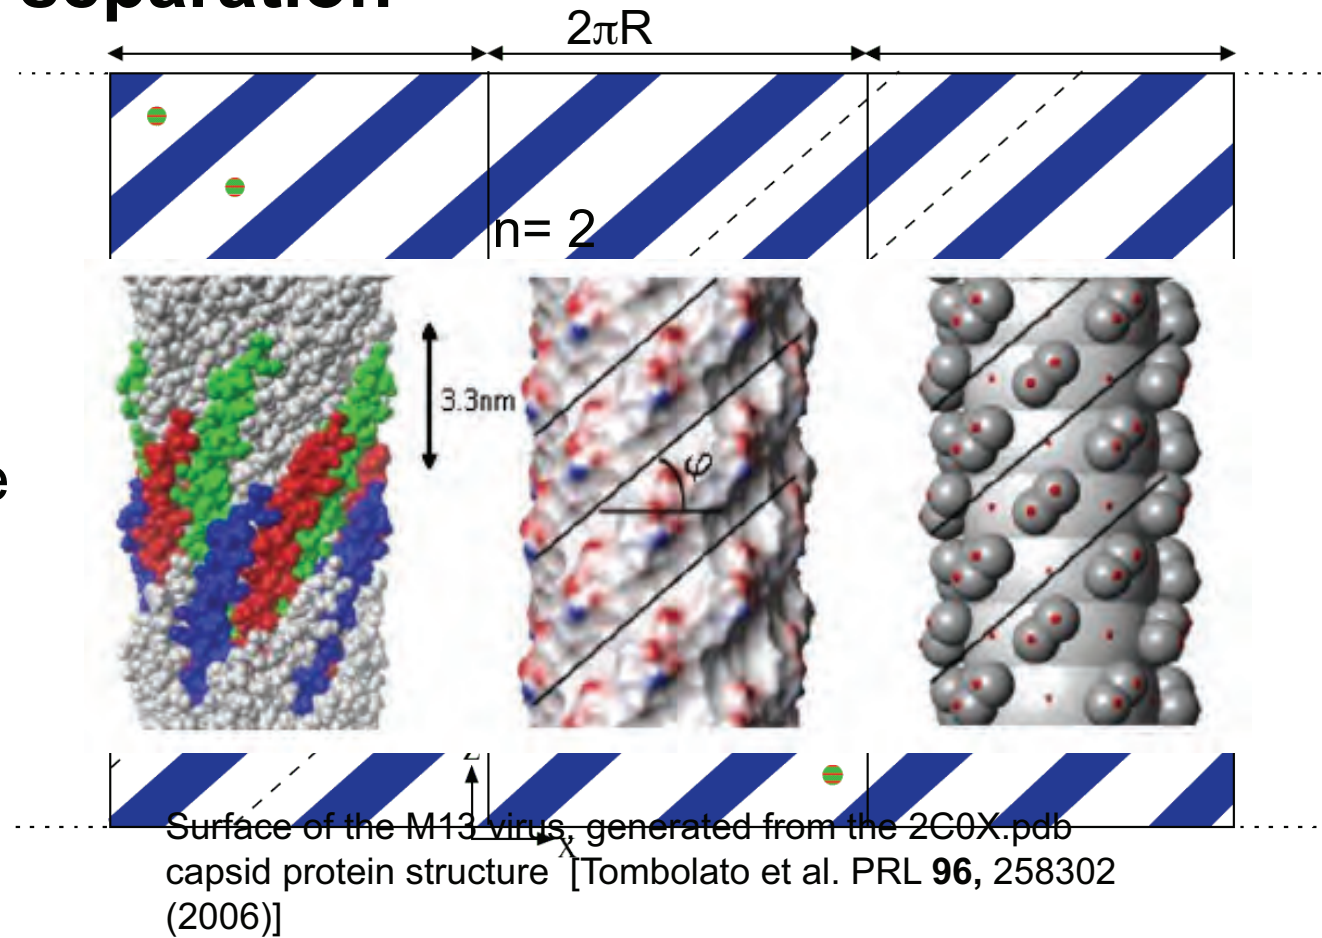 separation
2πR
n= 2
3.3nm
φ
e
z
x
Surface of the M13 virus, generated from the 2C0X.pdb
capsid protein structure [Tombolato et al. PRL 96, 258302
(2006)]